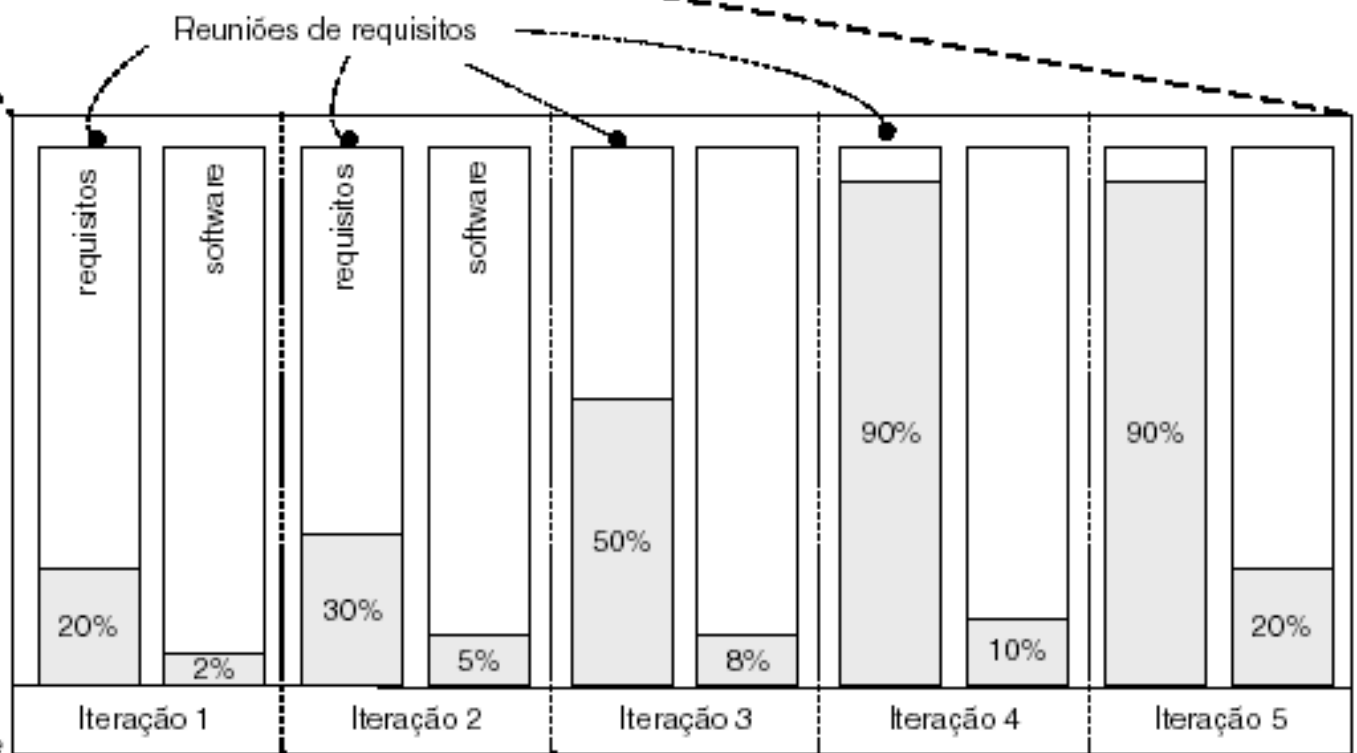 Reuniões de requisitos
requisitos
software
requisitos
software
20%
2%
30%
5%
50%
8%
90%
10%
90%
20%
Iteração 1
Iteração 2
Iteração 3
Iteração 4
Iteração 5